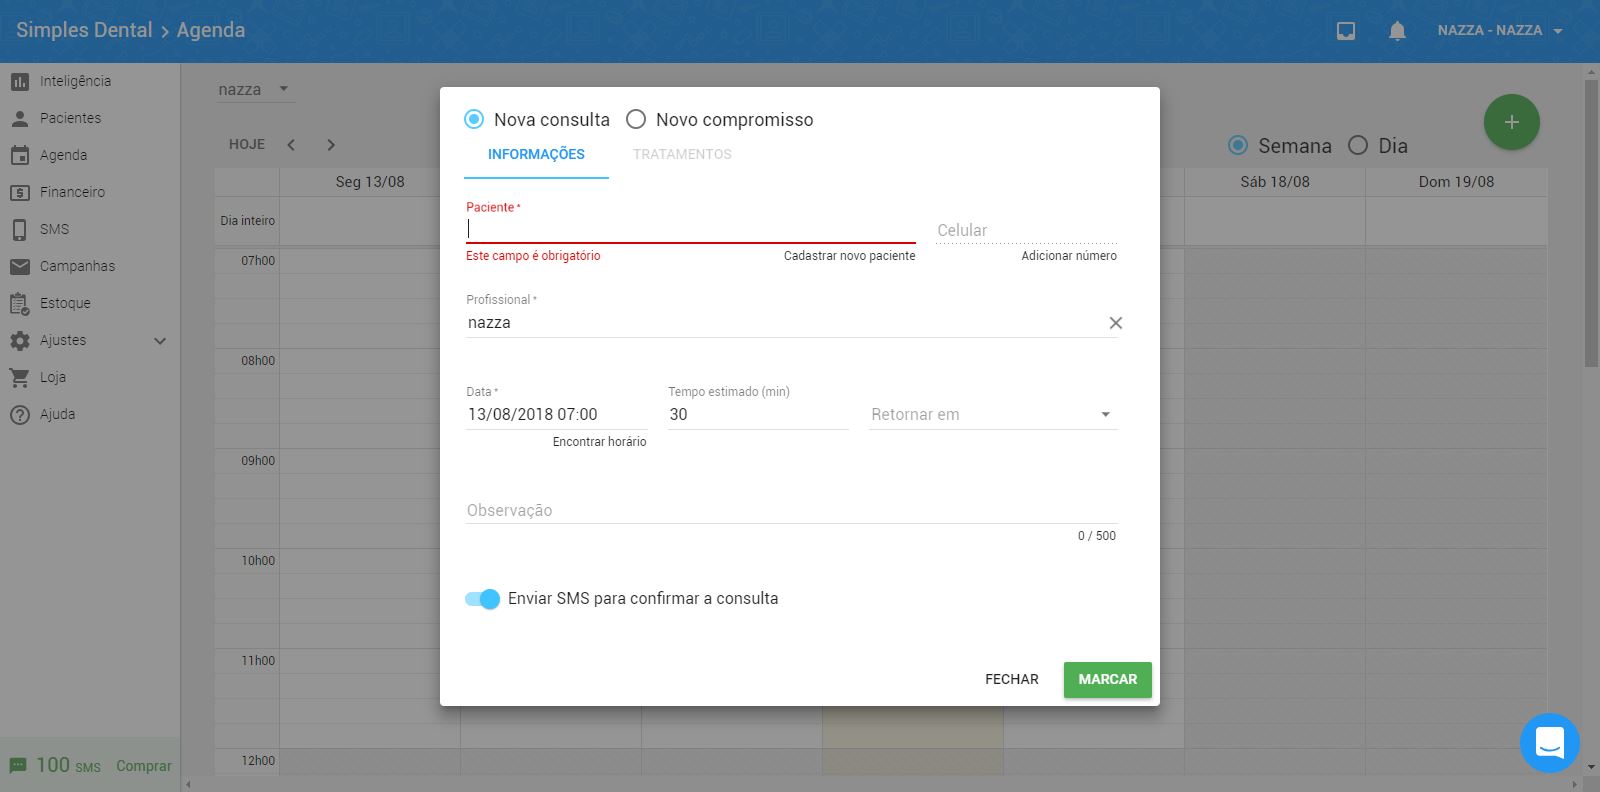 Simples Dental > Agenda
NAZZA - NAZZA
Inteligência
Pacientes
Agenda
Financeiro
SMS
Campanhas
Estoque
Ajustes
Loja
Ajuda
100 SMS Comprar
nazza
HOJE
Semana Dia
Seg 13/08
Sáb 18/08
Dom 19/08
Dia inteiro
07h00
08h00
09h00
10h00
11h00
12h00
Nova consulta Novo compromisso
INFORMAÇÕES TRATAMENTOS
Paciente *
Celular
Este campo é obrigatório Cadastrar novo paciente Adicionar número
Profissional *
nazza
Data * Tempo estimado (min)
13/08/2018 07:00 30 Retornar em
Encontrar horário
Observação
0 / 500
Enviar SMS para confirmar a consulta
FECHAR MARCAR